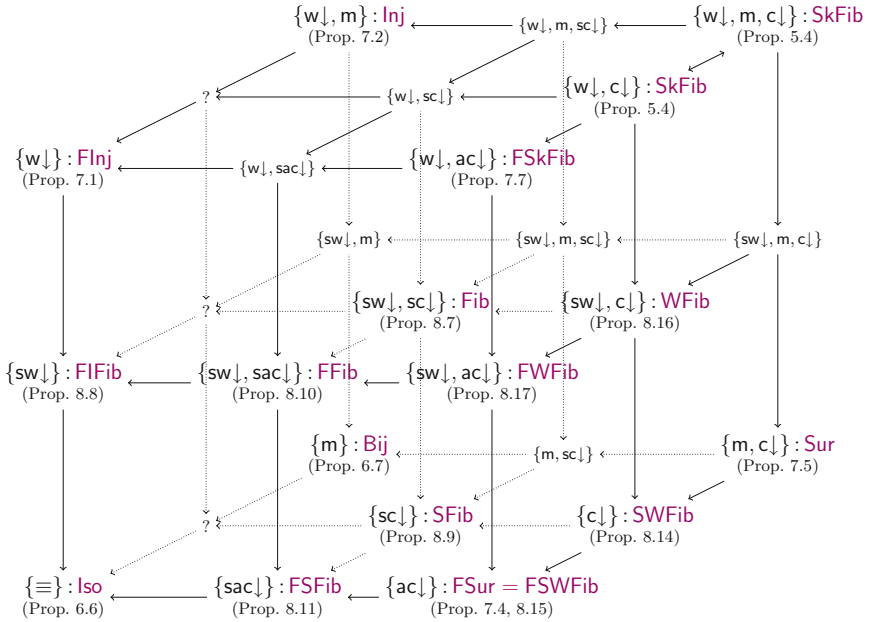 {w↓, m} : Inj {w↓, m, sc↓} {w↓, m, c↓} : SkFib
(Prop. 7.2) (Prop. 5.4)
? {w↓, sc↓} {w↓, c↓} : SkFib
(Prop. 5.4)
{w↓} : FInj {w↓, sac↓} {w↓, ac↓} : FSkFib
(Prop. 7.1) (Prop. 7.7)
{sw↓, m} {sw↓, m, sc↓} {sw↓, m, c↓}
? {sw↓, sc↓} : Fib {sw↓, c↓} : WFib
(Prop. 8.7) (Prop. 8.16)
{sw↓} : FIFib {sw↓, sac↓} : FFib {sw↓, ac↓} : FWFib
(Prop. 8.8) (Prop. 8.10) (Prop. 8.17)
{m} : Bij {m, sc↓} {m, c↓} : Sur
(Prop. 6.7) (Prop. 7.5)
? {sc↓} : SFib {c↓} : SWFib
(Prop. 8.9) (Prop. 8.14)
{≡} : Iso {sac↓} : FSFib {ac↓} : FSur = FSWFib
(Prop. 6.6) (Prop. 8.11) (Prop. 7.4, 8.15)